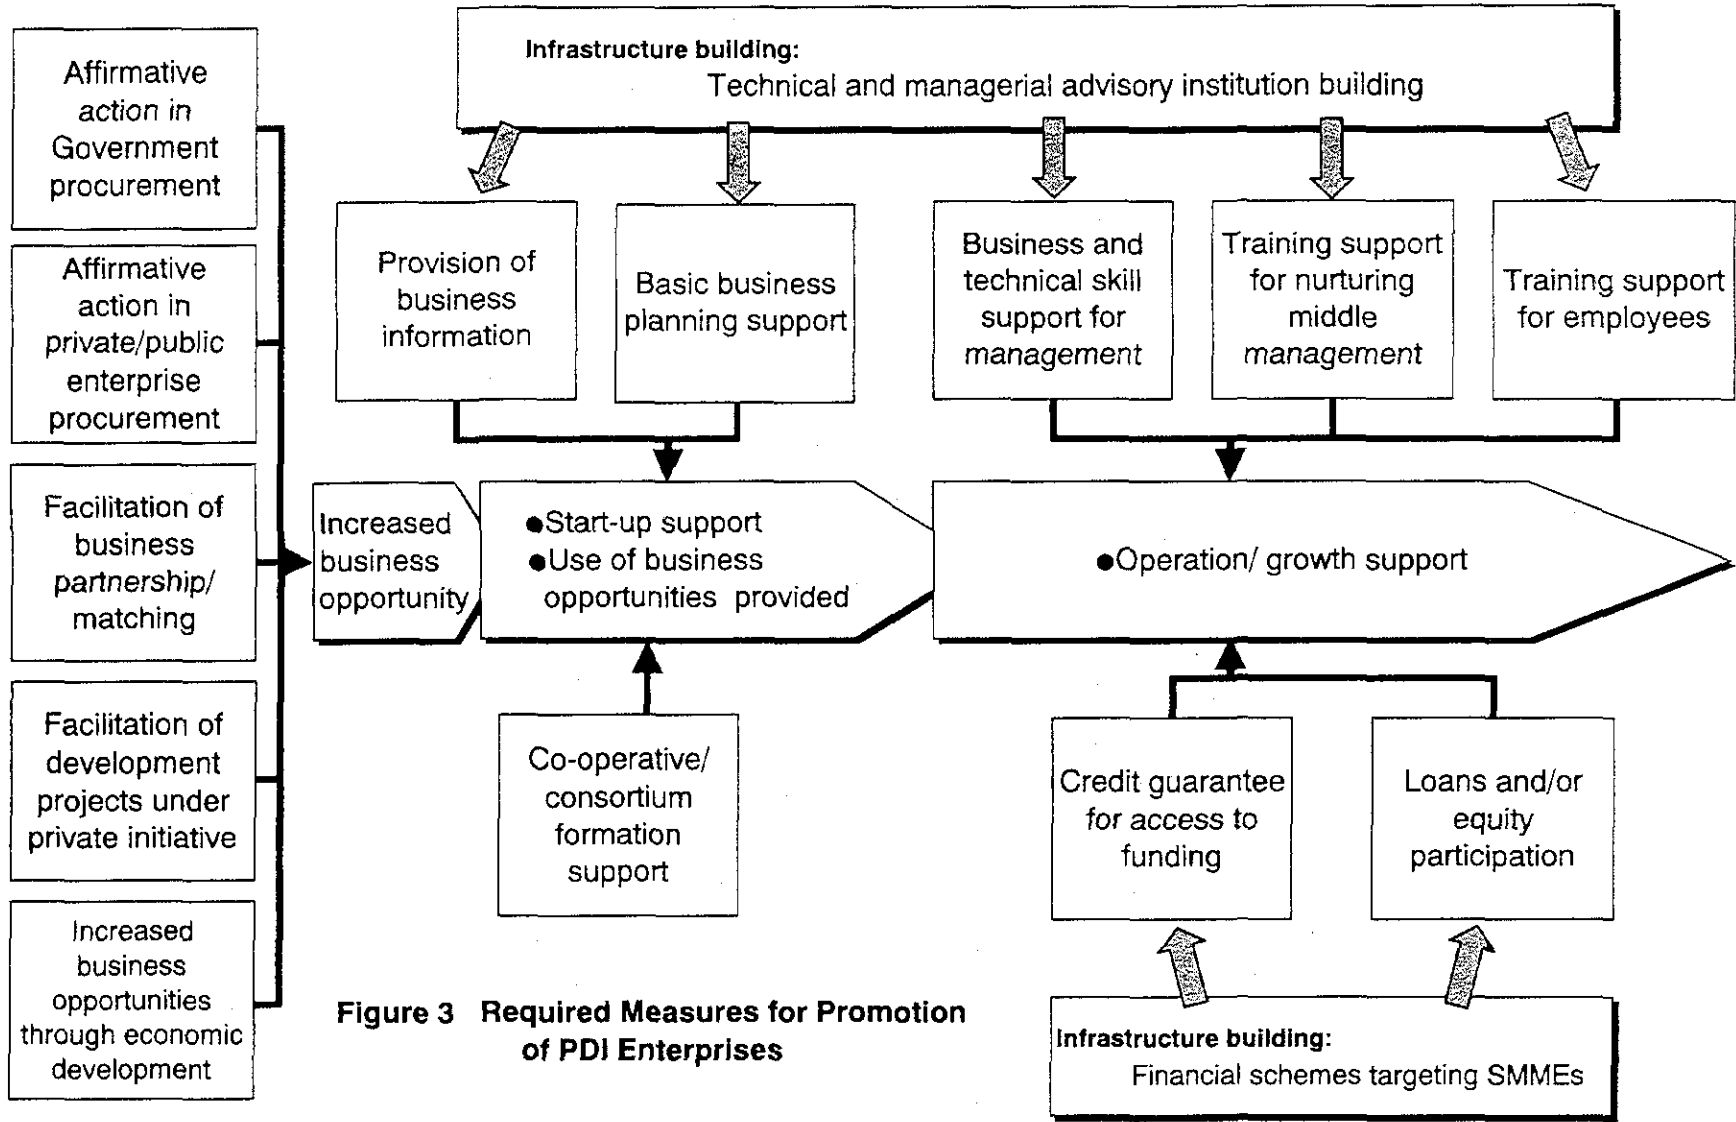 Affirmative
action in
Government
procurement
Affirmative
action in
private/public
enterprise
procurement
Facilitation of
business
partnership/
matching
Facilitation of
development
projects under
private initiative
Increased
business
opportunities
through economic
development
Infrastructure building:
Technical and managerial advisory institution building
Provision of
business
information
Basic business
planning support
Business and
technical skill
support for
management
Training support
for nurturing
middle
management
Training support
for employees
Increased
business
opportunity
●Start-up support
●Use of business
opportunities provided
●Operation/ growth support
Co-operative/
consortium
formation
support
Credit guarantee
for access to
funding
Loans and/or
equity
participation
Infrastructure building:
Financial schemes targeting SMMEs
Figure 3 Required Measures for Promotion
of PDI Enterprises